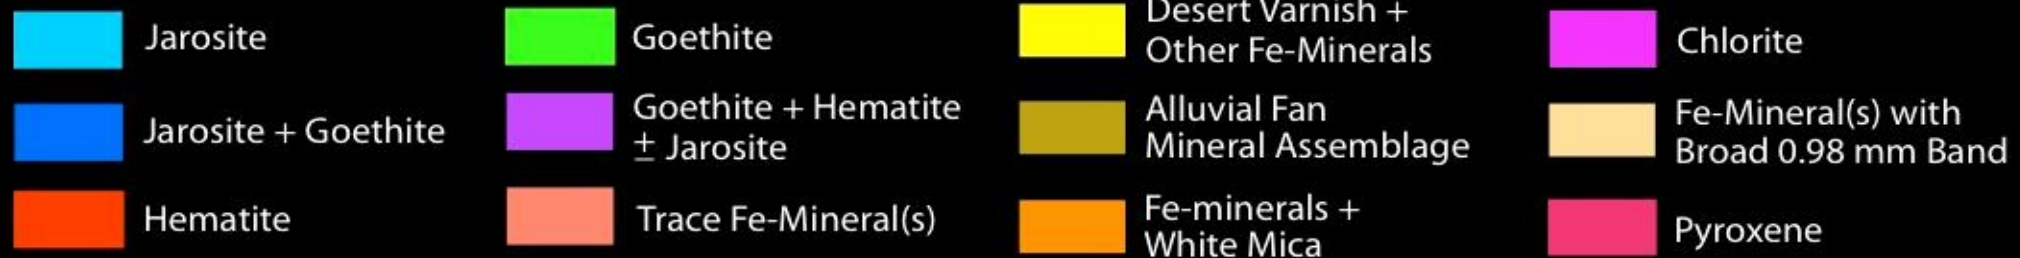 Jarosite
Jarosite + Goethite
Hematite
Goethite
Goethite + Hematite
± Jarosite
Trace Fe-Mineral(s)
Desert Varnish +
Other Fe-Minerals
Alluvial Fan
Mineral Assemblage
Fe-minerals +
White Mica
Chlorite
Fe-Mineral(s) with
Broad 0.98 mm Band
Pyroxene